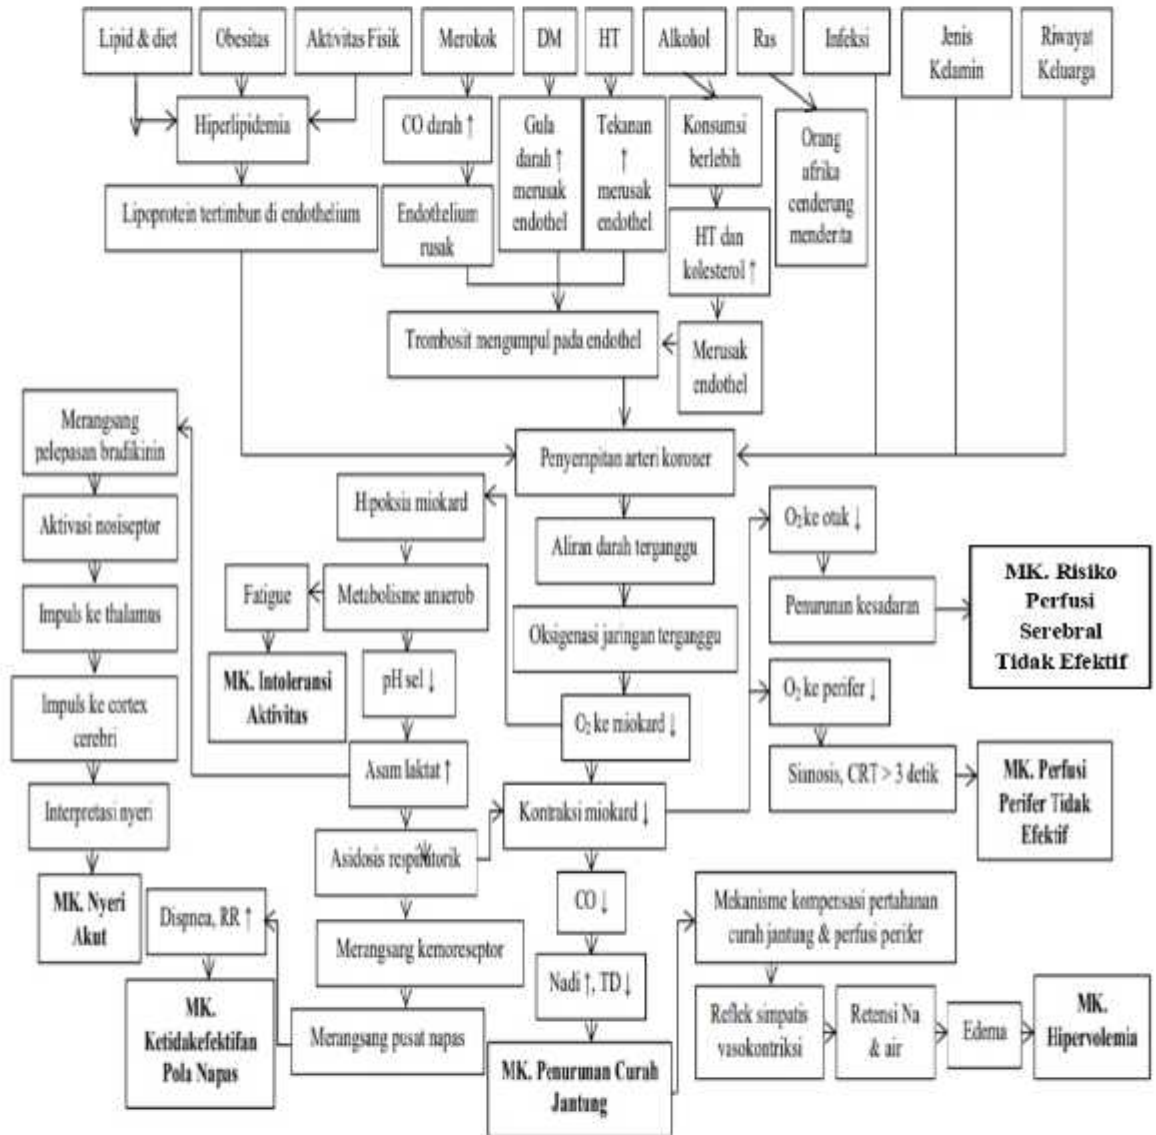 Lipid & diet
Obesitas
Aktivitas Fisik
Merokok
DM
HT
Alkohol
Ras
Infeksi
Jenis
Kelamin
Riwayat
Keluarga
Hiperlipidemia
CO darah ↑
Gula
darah ↑
merusak
endothel
Tekanan
↑
merusak
endothel
Konsumsi
berlebih
Orang
afrika
cenderung
menderita
Lipoprotein tertimbun di endothelium
Endothelium
rusak
HT dan
kolesterol ↑
Trombosit mengumpul pada endothel
Merusak
endothel
Merangsang
pelepasan bradikinin
Penyempitan arteri koroner
Hipoksia miokard
Aktivasi nosiseptor
Aliran darah terganggu
O₂ ke otak ↓
Fatigue
Metabolisme anaerob
Penurunan kesadaran
MK. Risiko
Perfusi
Serebral
Tidak Efektif
Impuls ke thalamus
Oksigenasi jaringan terganggu
MK. Intoleransi
Aktivitas
pH sel ↓
O₂ ke perifer ↓
Impuls ke cortex
cerebri
O₂ ke miokard ↓
Asam laktat ↑
Sianosis, CRT > 3 detik
MK. Perfusi
Perifer Tidak
Efektif
Interpretasi nyeri
Kontraksi miokard ↓
Asidosis respiratorik
MK. Nyeri
Akut
Dispnea, RR ↑
CO ↓
Mekanisme kompensasi pertahanan
curah jantung & perfusi perifer
Merangsang kemoreseptor
Nadi ↑, TD ↓
MK.
Ketidakefektifan
Pola Napas
Merangsang pusat napas
Reflek simpatis
vasokontriksi
Retensi Na
& air
Edema
MK.
Hipervolemia
MK. Penurunan Curah
Jantung